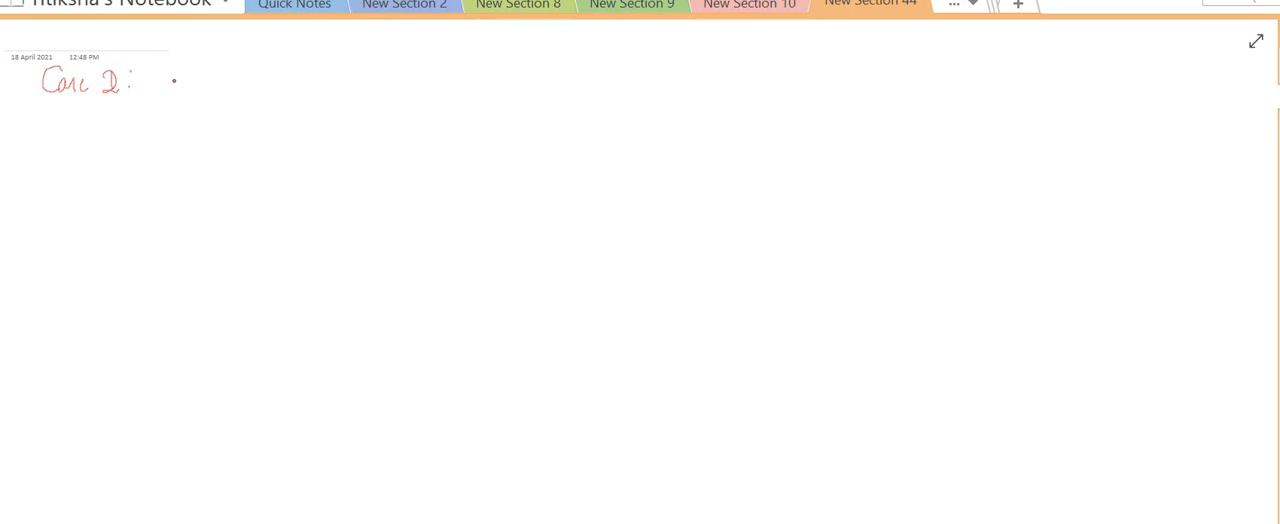 's Notebook Quick Notes New Section 2 New Section 8 New Section 9 New Section 10 New Section 44
18 April 2021 12:48 PM
Case 2: